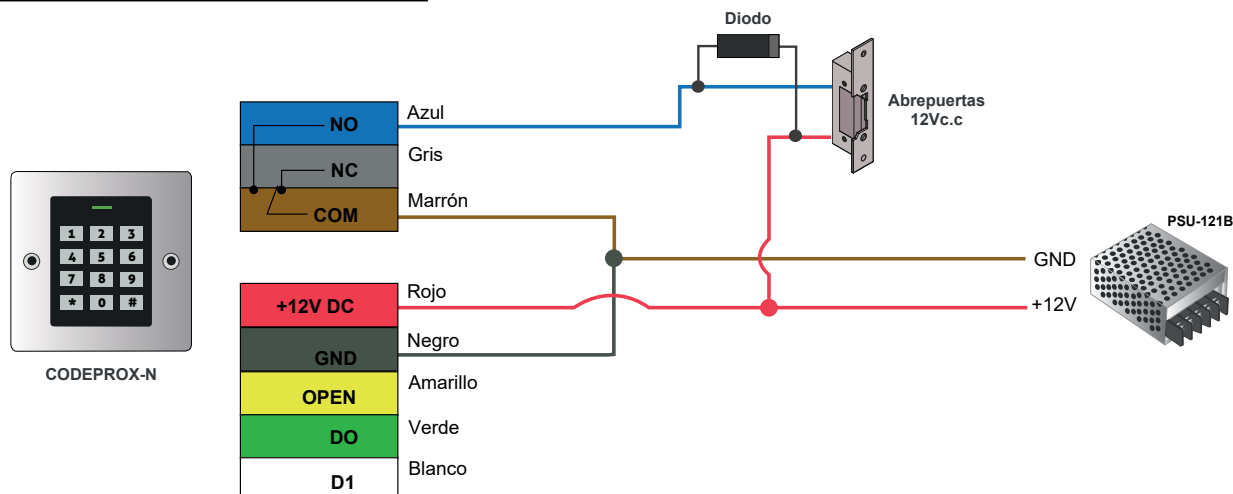 Diodo
Abrepuertas
12Vc.c
NO
Azul
NC
Gris
COM
Marrón
1 2 3
4 5 6
7 8 9
* 0 #
CODEPROX-N
+12V DC
Rojo
GND
Negro
OPEN
Amarillo
DO
Verde
D1
Blanco
PSU-121B
GND
+12V